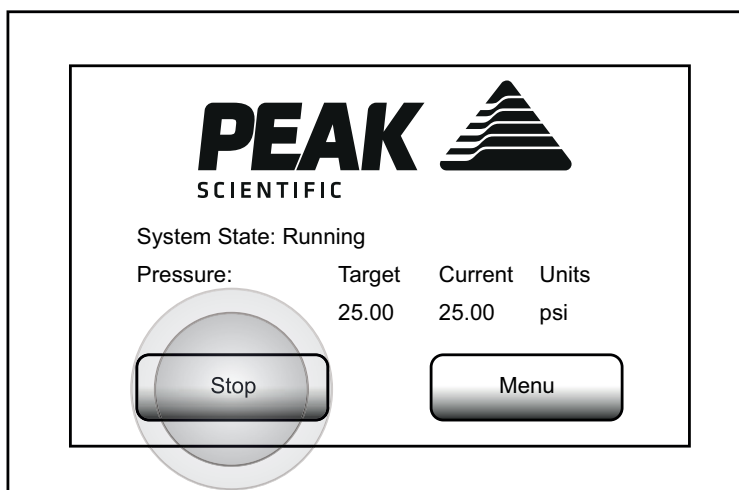 PEAK
SCIENTIFIC
System State: Running
Pressure: Target Current Units
25.00 25.00 psi
Stop Menu